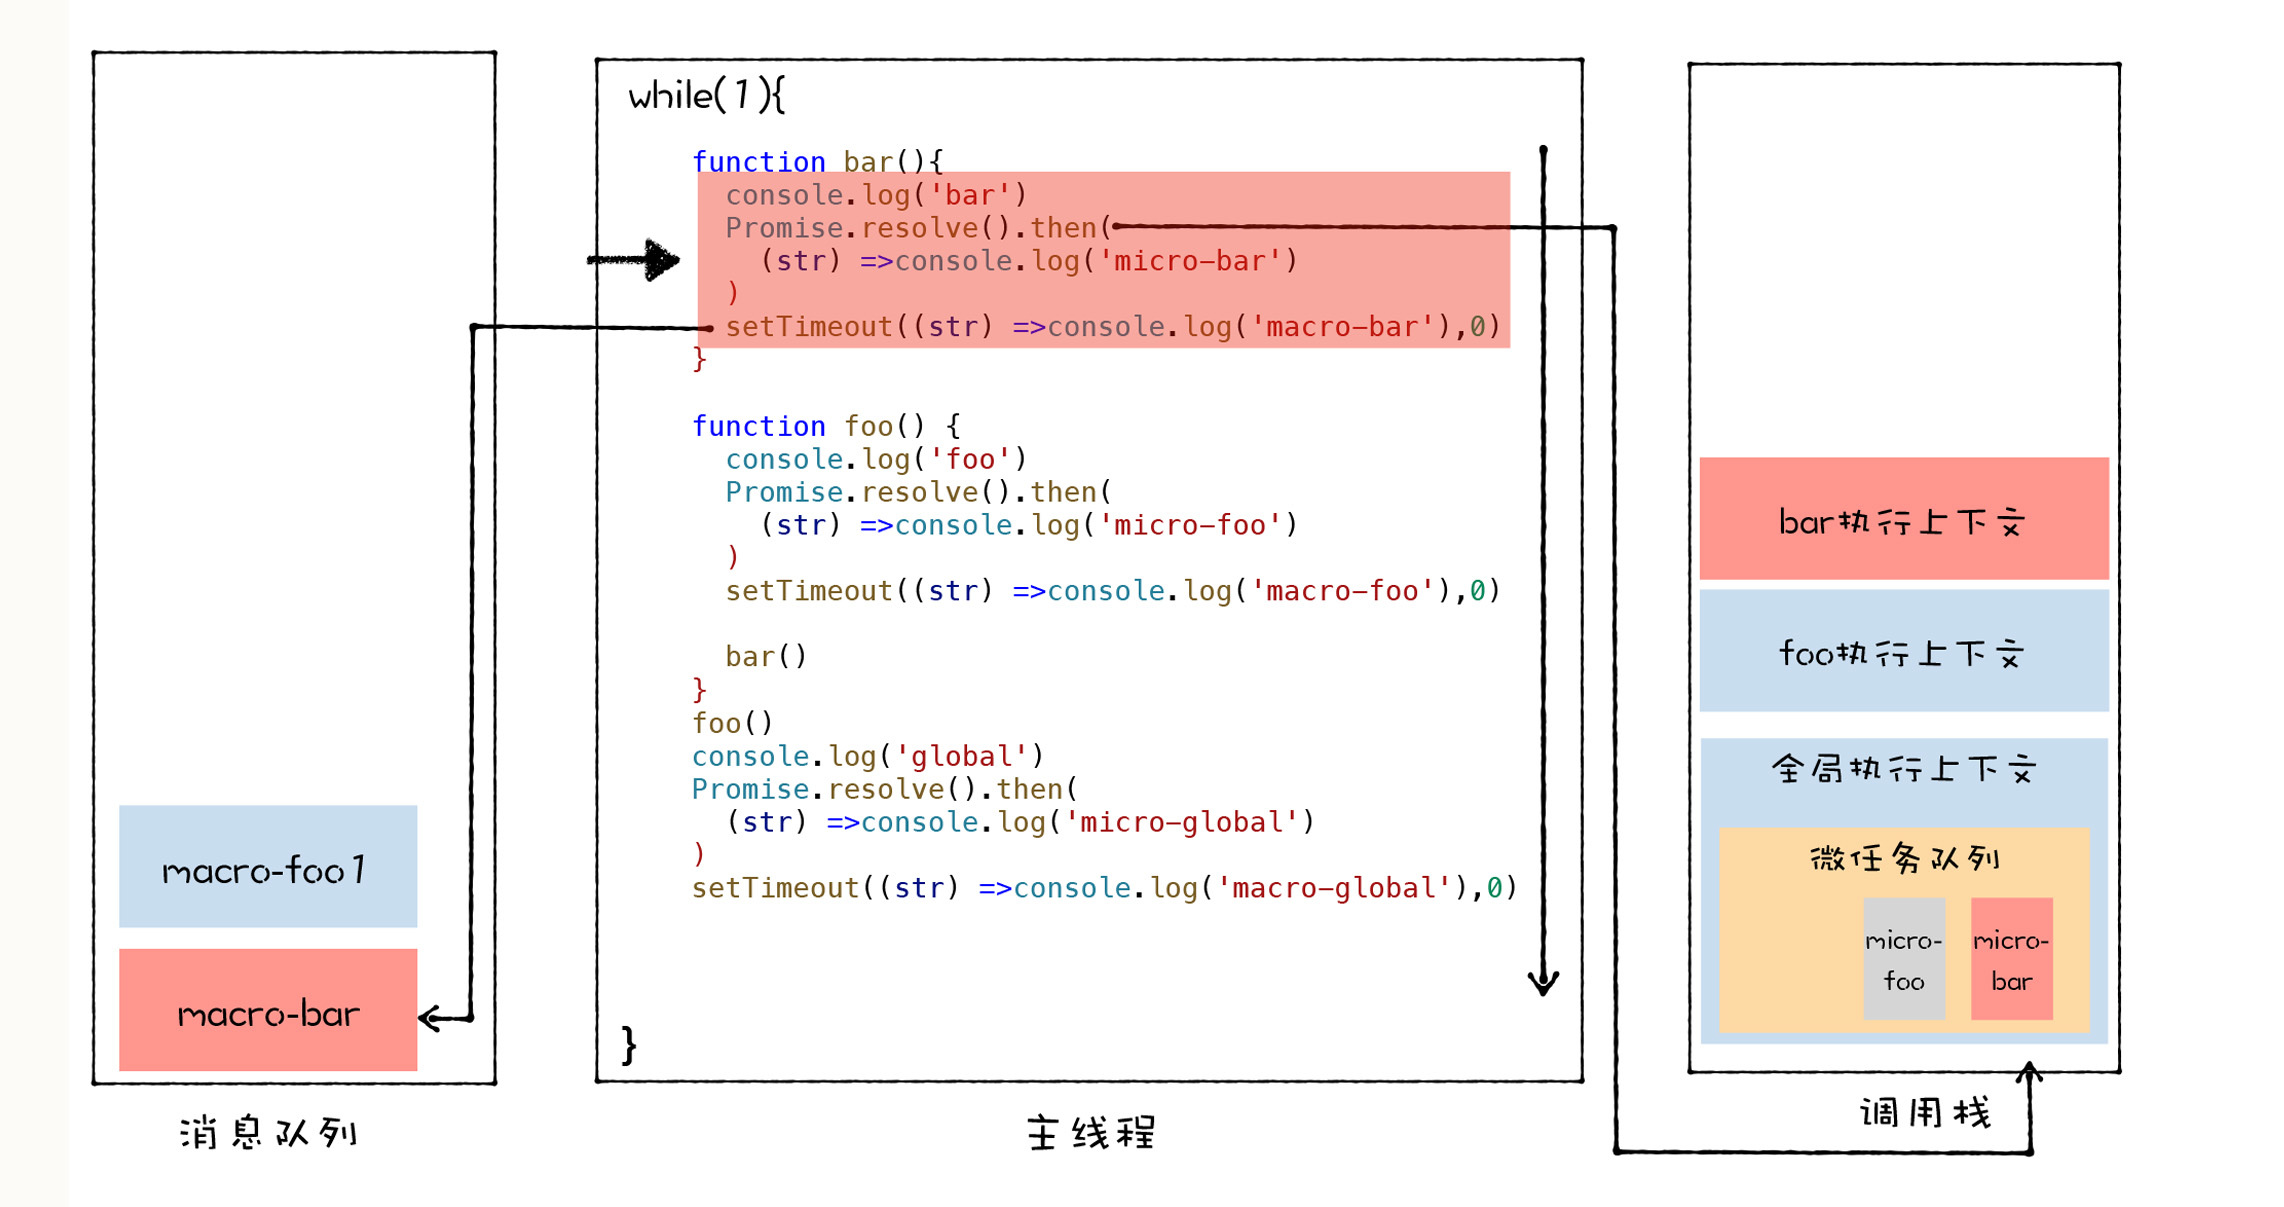 while(1){
function bar(){
console.log('bar')
Promise.resolve().then(
(str) =>console.log('micro-bar')
)
setTimeout((str) =>console.log('macro-bar'),0)
}
function foo() {
console.log('foo')
Promise.resolve().then(
(str) =>console.log('micro-foo')
)
setTimeout((str) =>console.log('macro-foo'),0)
bar()
}
foo()
console.log('global')
Promise.resolve().then(
(str) =>console.log('micro-global')
)
setTimeout((str) =>console.log('macro-global'),0)
}
macro-foo1
macro-bar
消息队列
主线程
bar执行上下文
foo执行上下文
全局执行上下文
微任务队列
micro-
foo
micro-
bar
调用栈